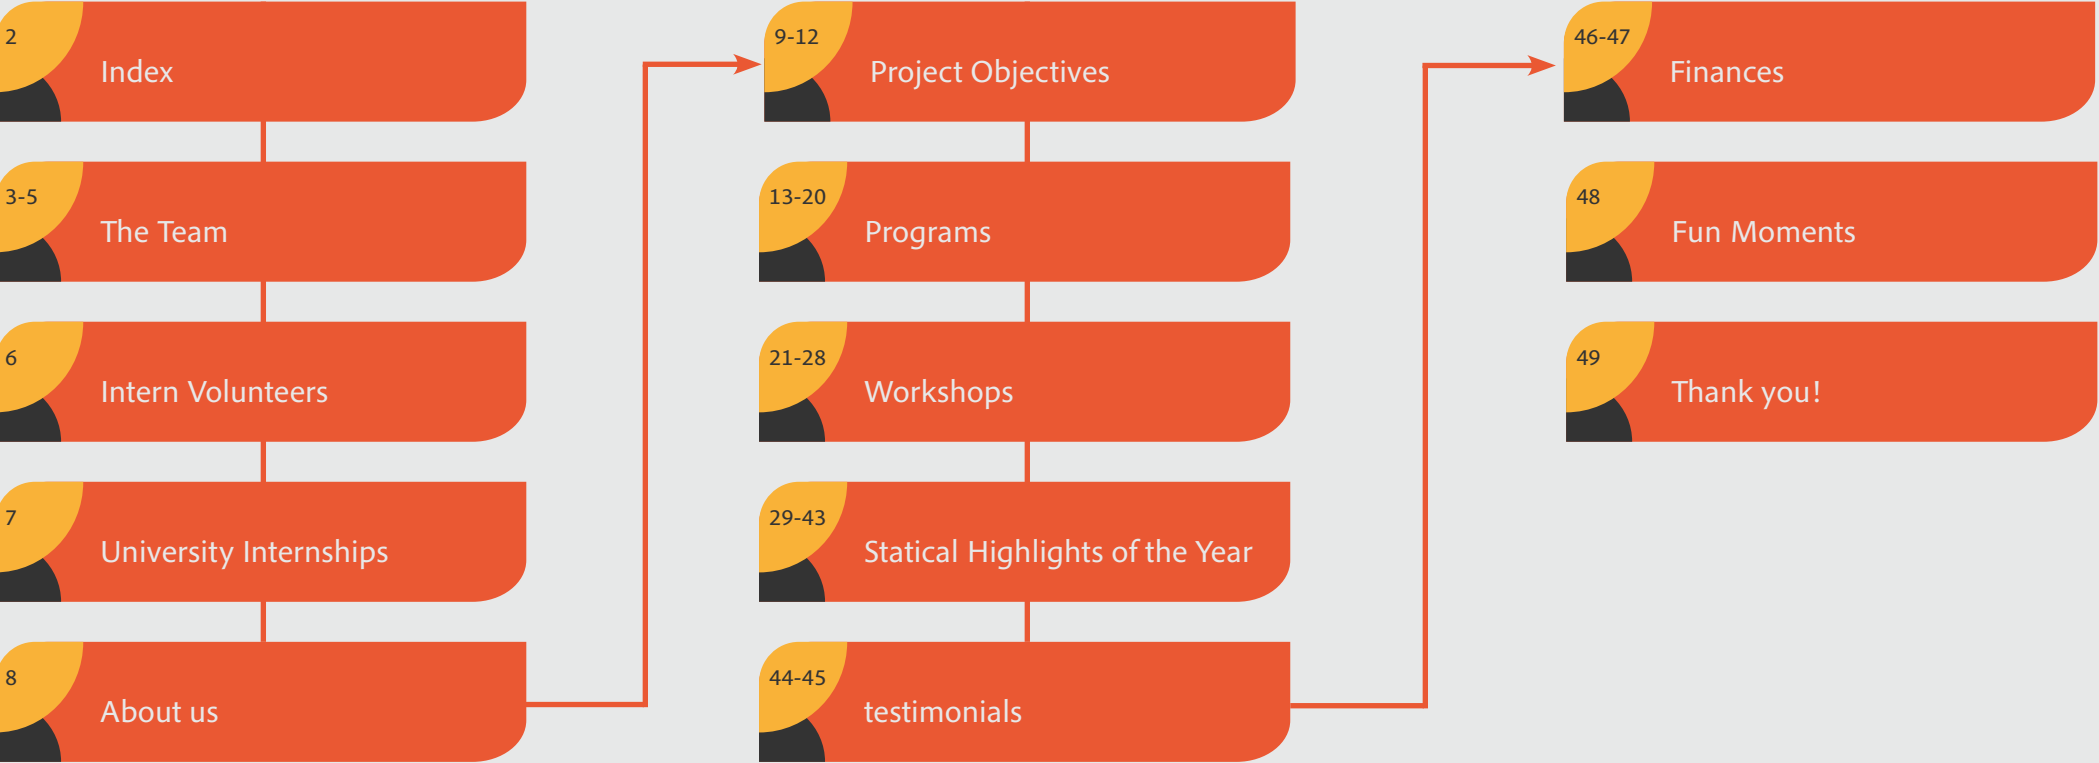 2
Index
3-5
The Team
6
Intern Volunteers
7
University Internships
8
About us
9-12
Project Objectives
13-20
Programs
21-28
Workshops
29-43
Statical Highlights of the Year
44-45
testimonials
46-47
Finances
48
Fun Moments
49
Thank you!